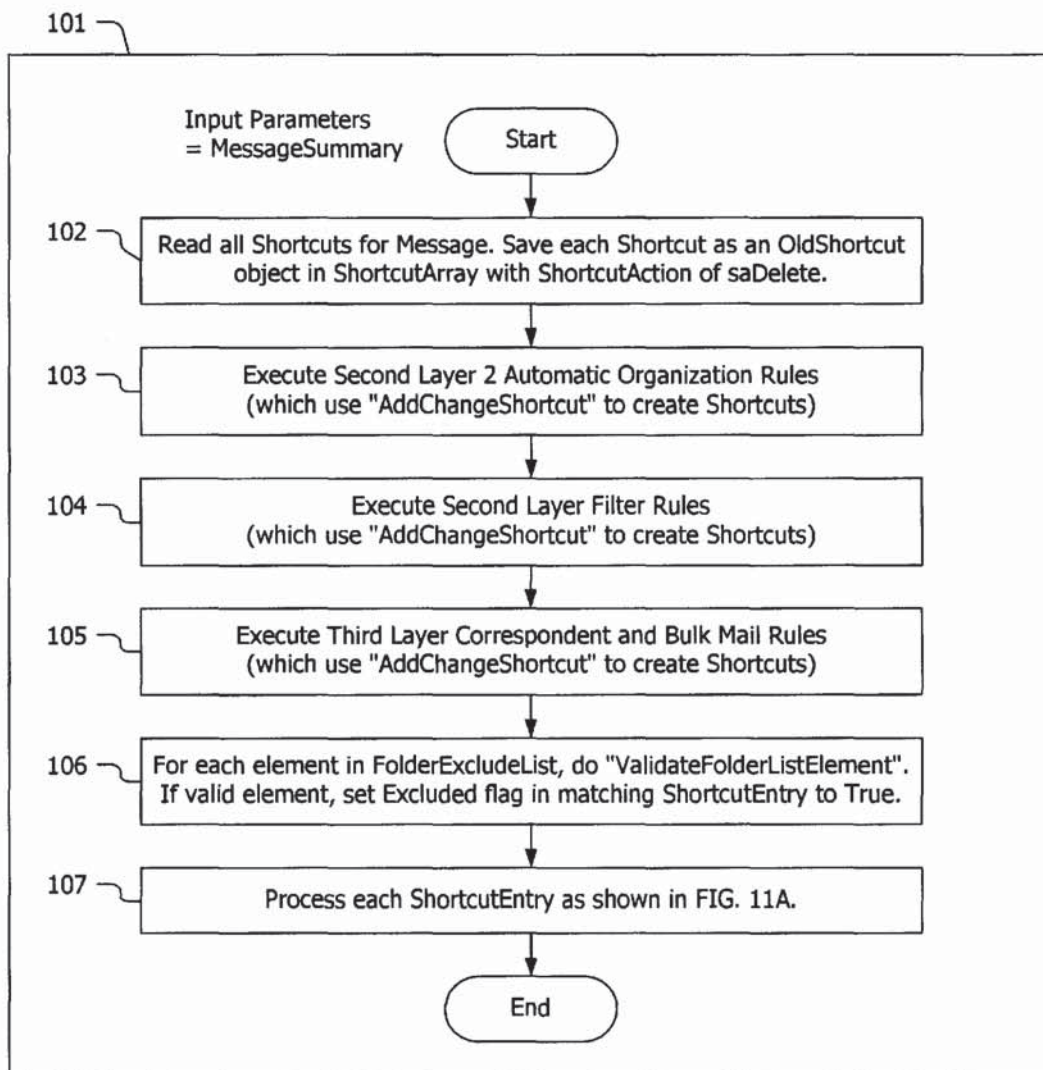 101
Input Parameters
= MessageSummary
Start
102
Read all Shortcuts for Message. Save each Shortcut as an OldShortcut
object in ShortcutArray with ShortcutAction of saDelete.
103
Execute Second Layer 2 Automatic Organization Rules
(which use "AddChangeShortcut" to create Shortcuts)
104
Execute Second Layer Filter Rules
(which use "AddChangeShortcut" to create Shortcuts)
105
Execute Third Layer Correspondent and Bulk Mail Rules
(which use "AddChangeShortcut" to create Shortcuts)
106
For each element in FolderExcludeList, do "ValidateFolderListElement".
If valid element, set Excluded flag in matching ShortcutEntry to True.
107
Process each ShortcutEntry as shown in FIG. 11A.
End